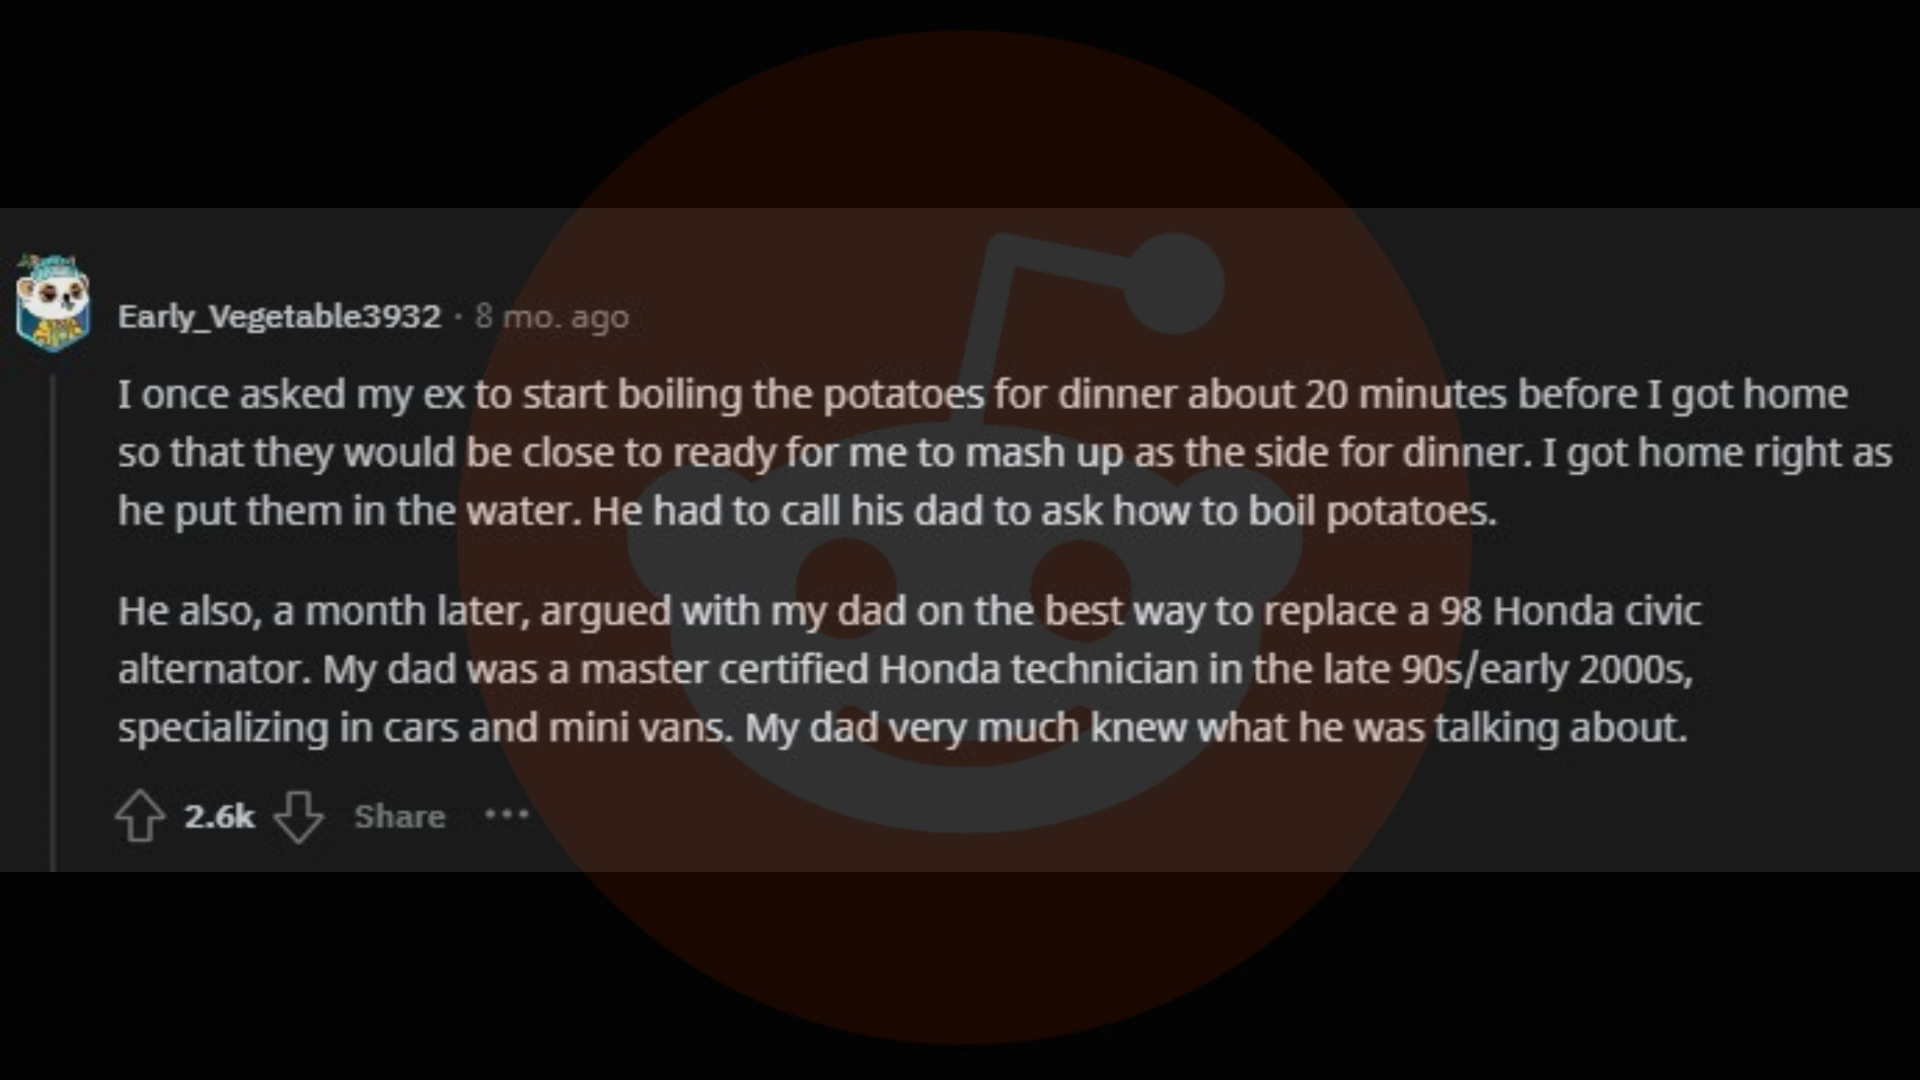 Early_Vegetable3932 · 8 mo. ago
I once asked my ex to start boiling the potatoes for dinner about 20 minutes before I got home
so that they would be close to ready for me to mash up as the side for dinner. I got home right as
he put them in the water. He had to call his dad to ask how to boil potatoes.
He also, a month later, argued with my dad on the best way to replace a 98 Honda civic
alternator. My dad was a master certified Honda technician in the late 90s/early 2000s,
specializing in cars and mini vans. My dad very much knew what he was talking about.
2.6k Share ···